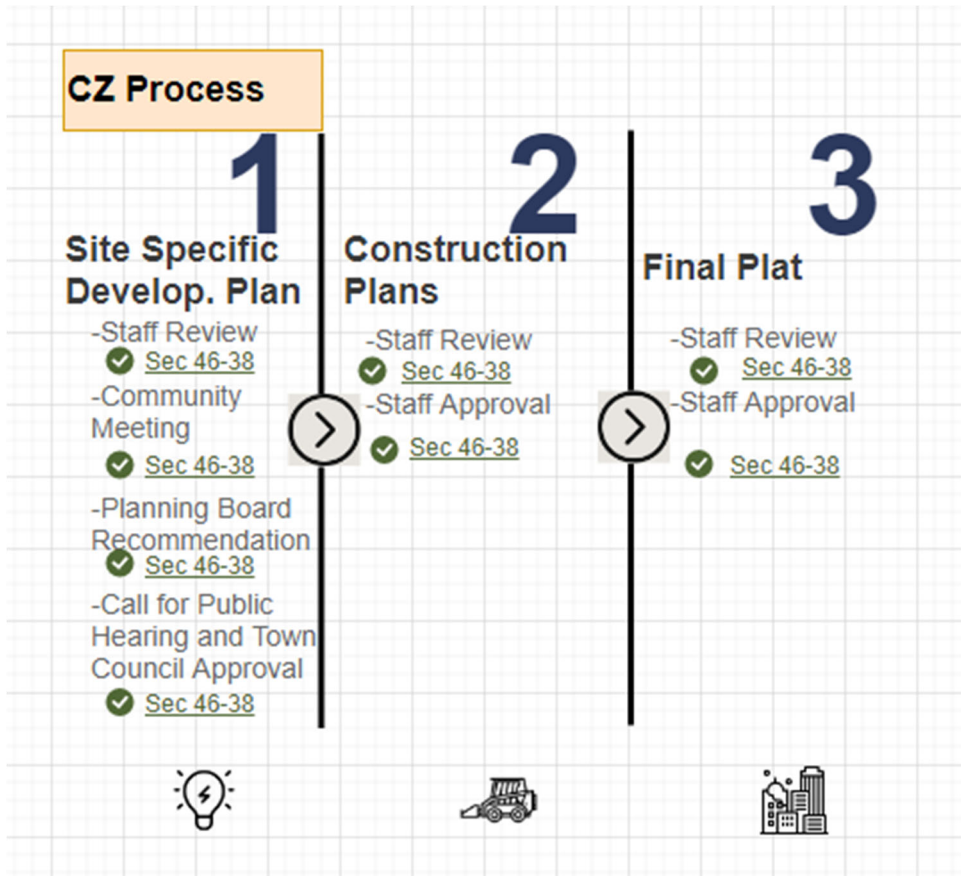 CZ Process
1
Site Specific
Develop. Plan
-Staff Review
Sec 46-38
-Community
Meeting
Sec 46-38
-Planning Board
Recommendation
Sec 46-38
-Call for Public
Hearing and Town
Council Approval
Sec 46-38
2
Construction
Plans
-Staff Review
Sec 46-38
-Staff Approval
Sec 46-38
3
Final Plat
-Staff Review
Sec 46-38
-Staff Approval
Sec 46-38